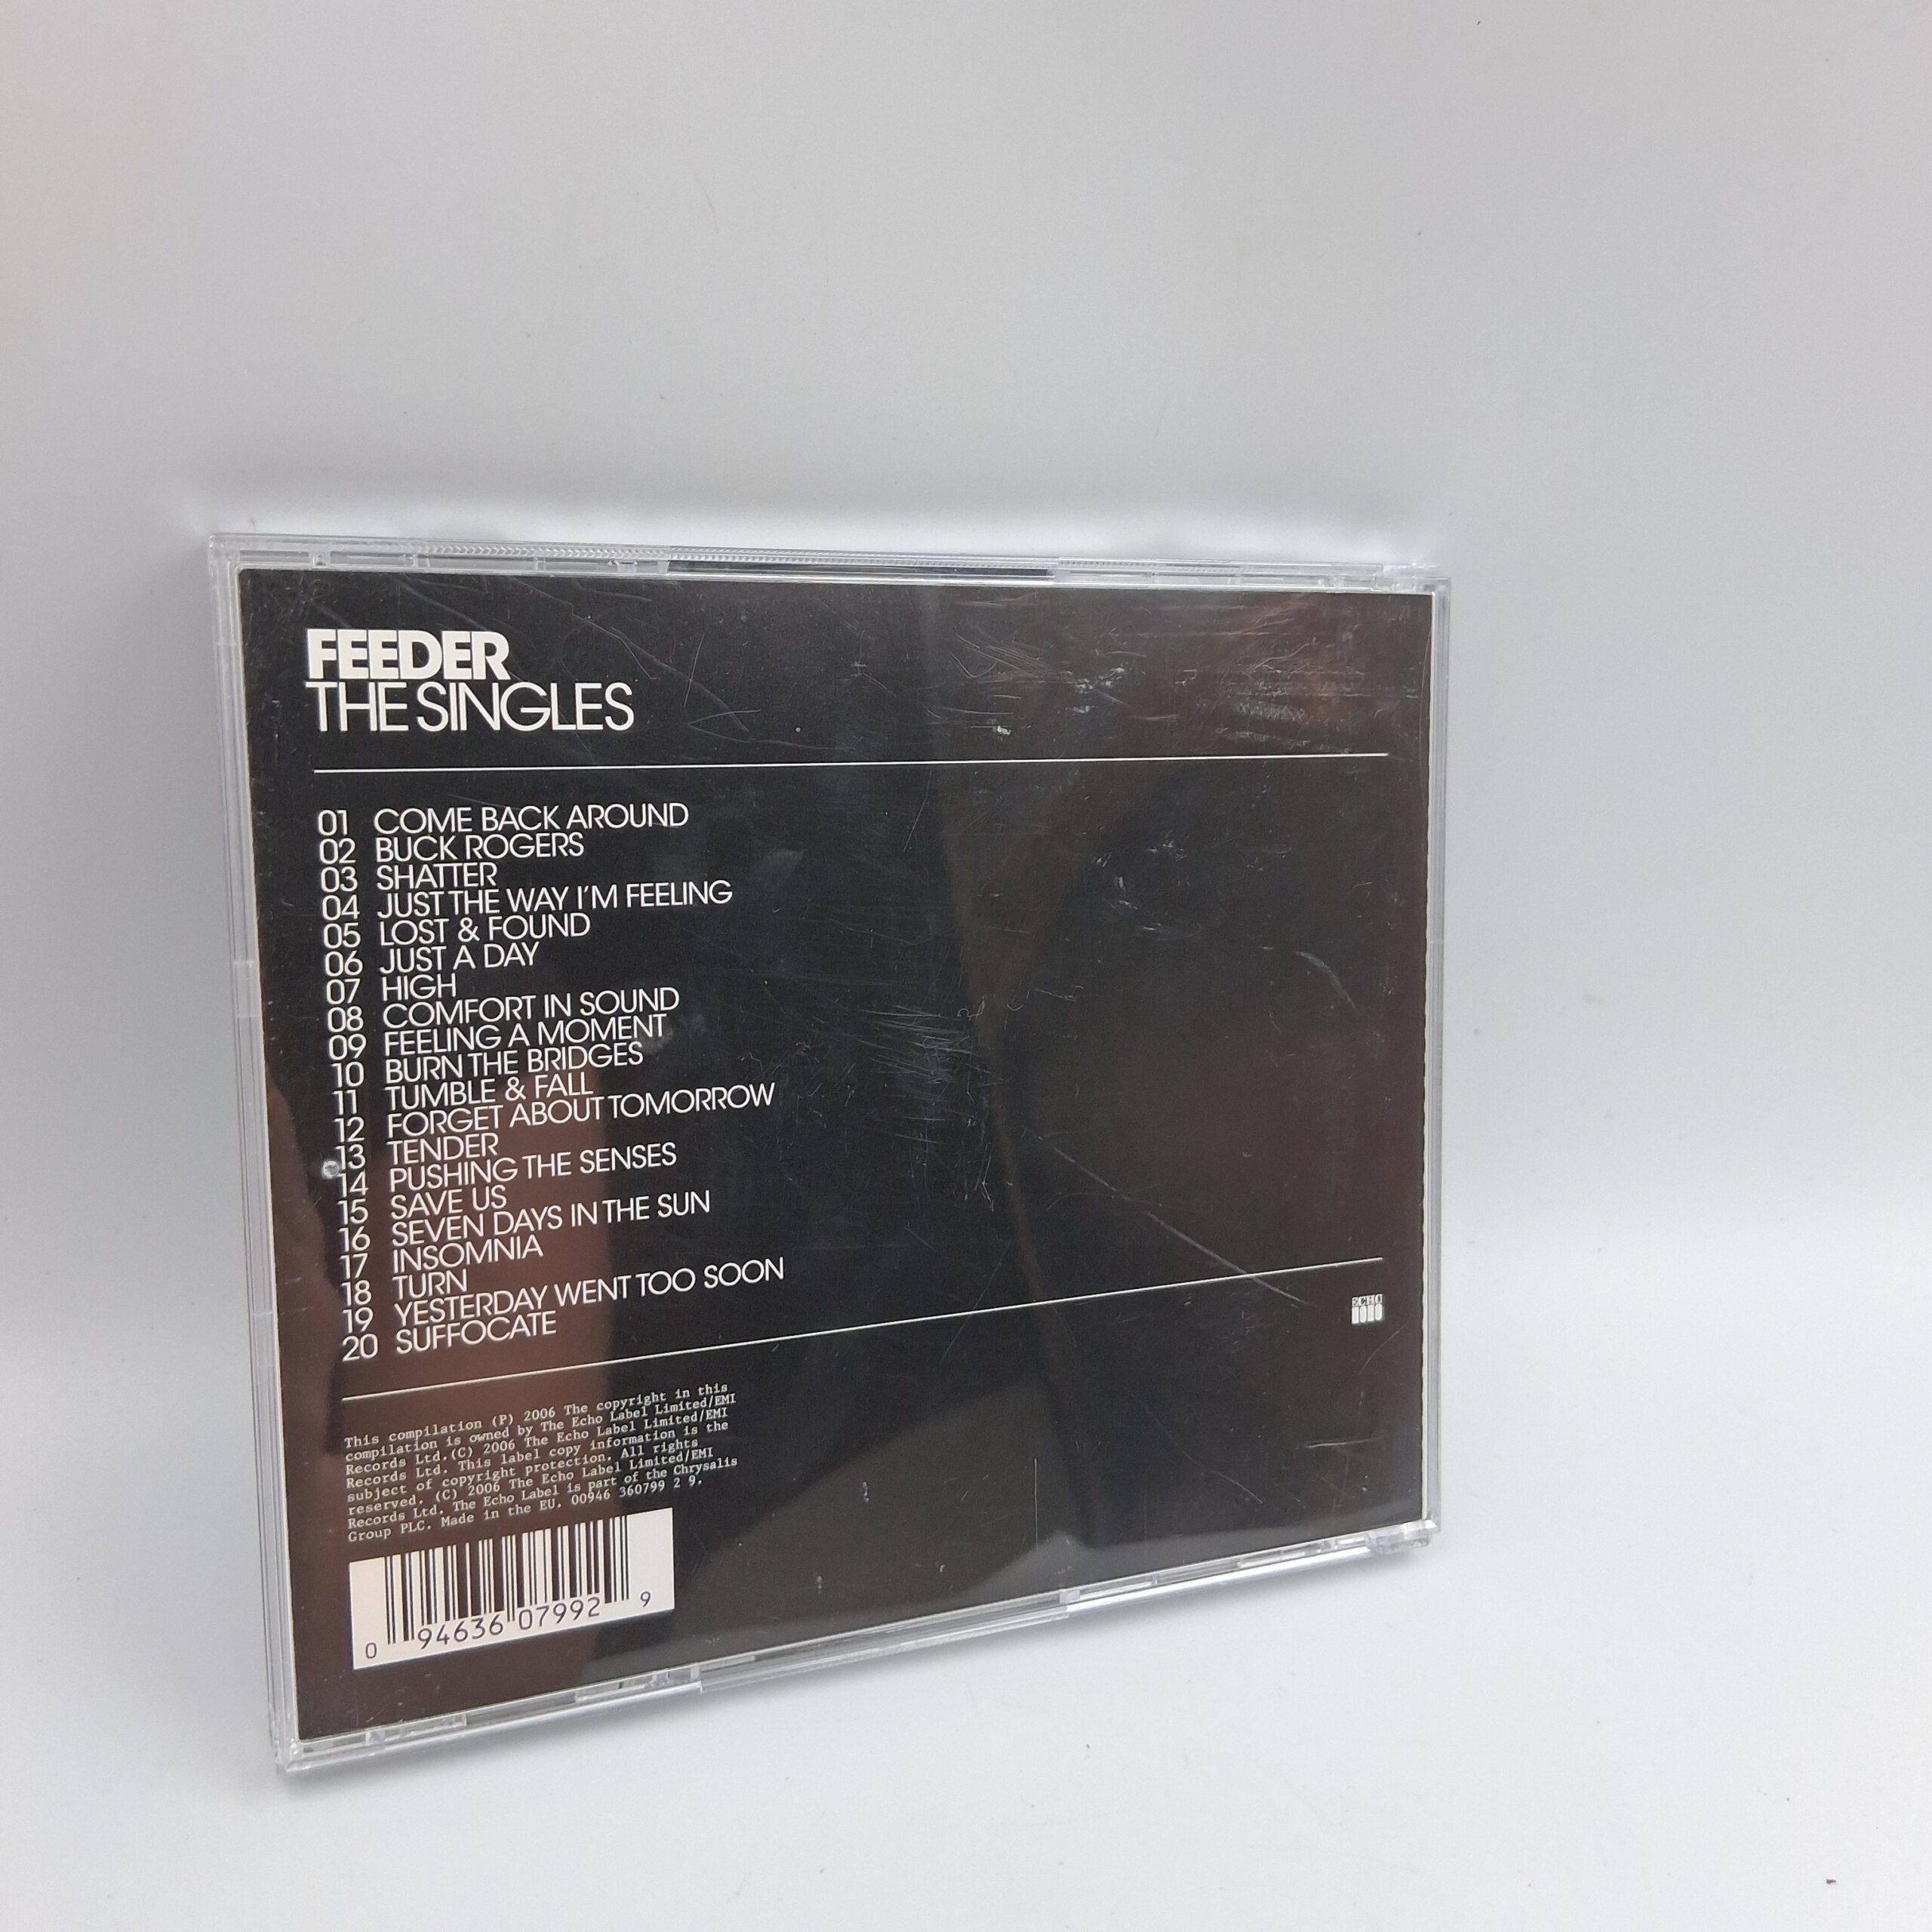 FEEDER
THE SINGLES
01 COME BACK AROUND
02 BUCK ROGERS
03 SHATTER
04 JUST THE WAY I'M FEELING
05 LOST & FOUND
06 JUST A DAY
07 HIGH
08 COMFORT IN SOUND
09 FEELING A MOMENT
10 BURN THE BRIDGES
11 TUMBLE & FALL
12 FORGET ABOUT TOMORROW
13 TENDER
14 PUSHING THE SENSES
15 SAVE US
16 SEVEN DAYS IN THE SUN
17 INSOMNIA
18 TURN
19 YESTERDAY WENT TOO SOON
20 SUFFOCATE
ECHO
This compilation (P) 2006 The copyright in this
compilation is owned by The Echo Label Limited/EMI
Records Ltd.(C) 2006 The Echo Label Limited/EMI
Records Ltd. This label copy information is the
subject of copyright protection. All rights
reserved. (C) 2006 The Echo Label Limited/EMI
Records Ltd. The Echo Label is part of the Chrysalis
Group PLC. Made in the EU. 00946 360799 2 9.
0 94636 07992 9